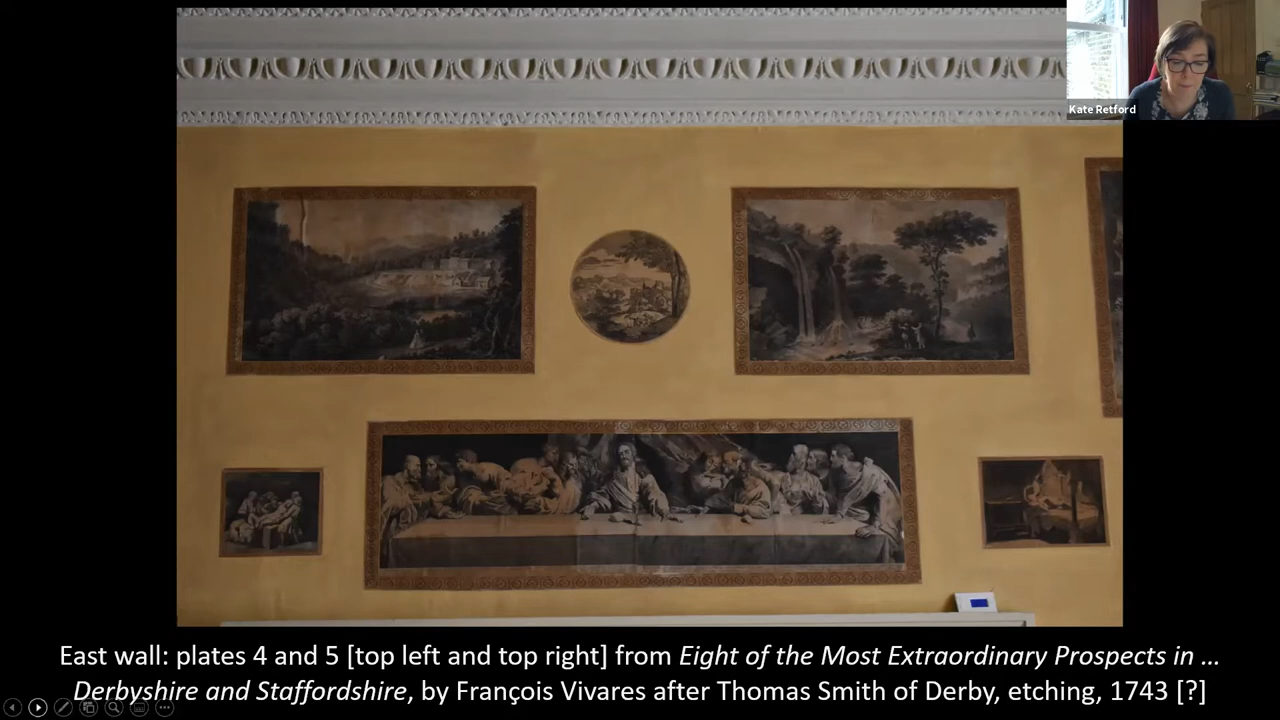 Kate Retford
East wall: plates 4 and 5 [top left and top right] from Eight of the Most Extraordinary Prospects in ...
Derbyshire and Staffordshire, by François Vivares after Thomas Smith of Derby, etching, 1743 [?]